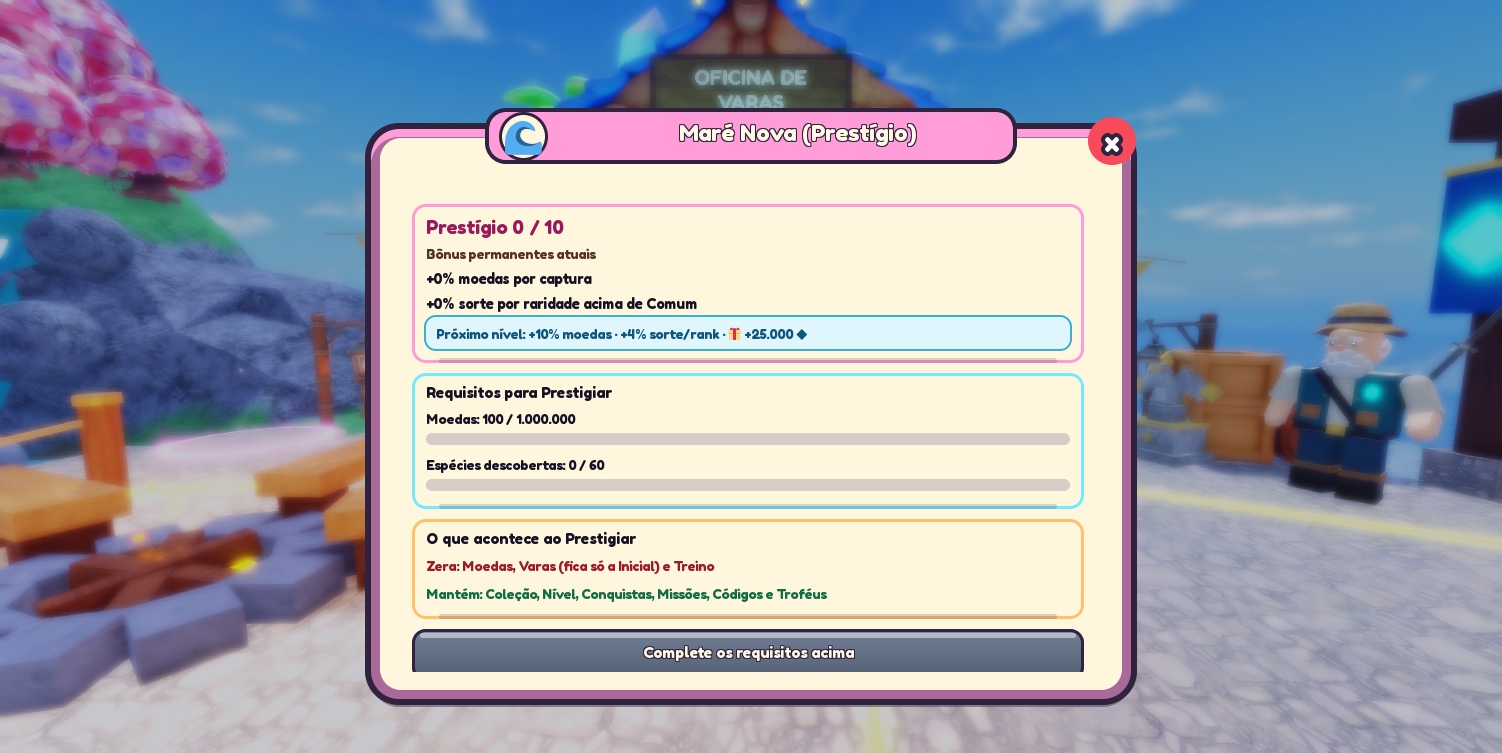 OFICINA DE
VARAS
Maré Nova (Prestígio)
Prestígio 0 / 10
Bônus permanentes atuais
+0% moedas por captura
+0% sorte por raridade acima de Comum
Próximo nível: +10% moedas · +4% sorte/rank · 🎁 +25.000 ◆
Requisitos para Prestigiar
Moedas: 100 / 1.000.000
Espécies descobertas: 0 / 60
O que acontece ao Prestigiar
Zera: Moedas, Varas (fica só a Inicial) e Treino
Mantém: Coleção, Nível, Conquistas, Missões, Códigos e Troféus
Complete os requisitos acima